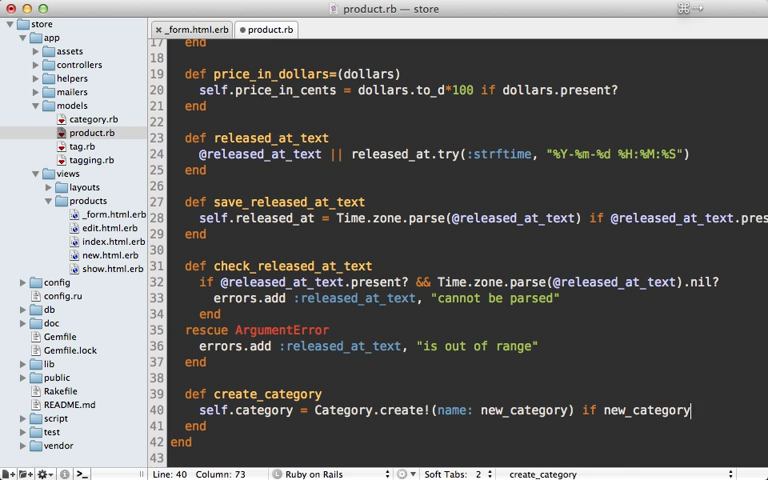 product.rb — store
store
app
assets
controllers
helpers
mailers
models
category.rb
product.rb
tag.rb
tagging.rb
views
layouts
products
_form.html.erb
edit.html.erb
index.html.erb
new.html.erb
show.html.erb
config
config.ru
db
doc
Gemfile
Gemfile.lock
lib
public
Rakefile
README.md
script
test
vendor
_form.html.erb
product.rb
17 end
18
19 def price_in_dollars=(dollars)
20 self.price_in_cents = dollars.to_d*100 if dollars.present?
21 end
22
23 def released_at_text
24 @released_at_text || released_at.try(:strftime, "%Y-%m-%d %H:%M:%S")
25 end
26
27 def save_released_at_text
28 self.released_at = Time.zone.parse(@released_at_text) if @released_at_text.pres
29 end
30
31 def check_released_at_text
32 if @released_at_text.present? && Time.zone.parse(@released_at_text).nil?
33 errors.add :released_at_text, "cannot be parsed"
34 end
35 rescue ArgumentError
36 errors.add :released_at_text, "is out of range"
37 end
38
39 def create_category
40 self.category = Category.create!(name: new_category) if new_category
41 end
42 end
43
Line: 40 Column: 73 Ruby on Rails Soft Tabs: 2 create_category